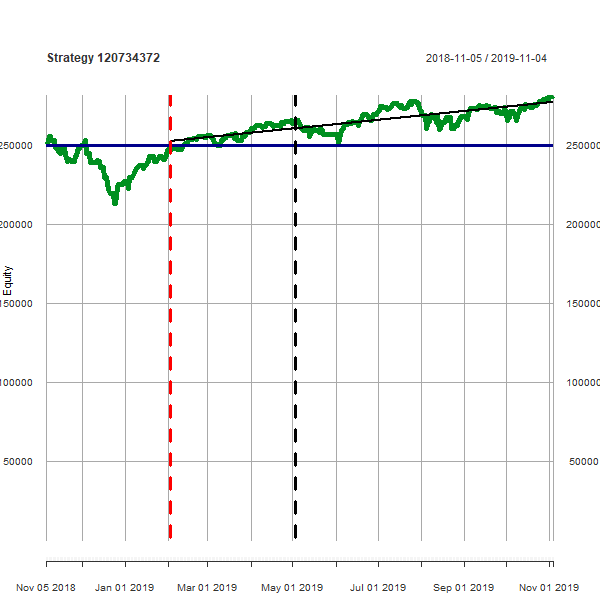 Strategy 120734372
2018-11-05 / 2019-11-04
250000
250000
200000
200000
Equity
150000
150000
100000
100000
50000
50000
Nov 05 2018
Jan 01 2019
Mar 01 2019
May 01 2019
Jul 01 2019
Sep 01 2019
Nov 01 2019